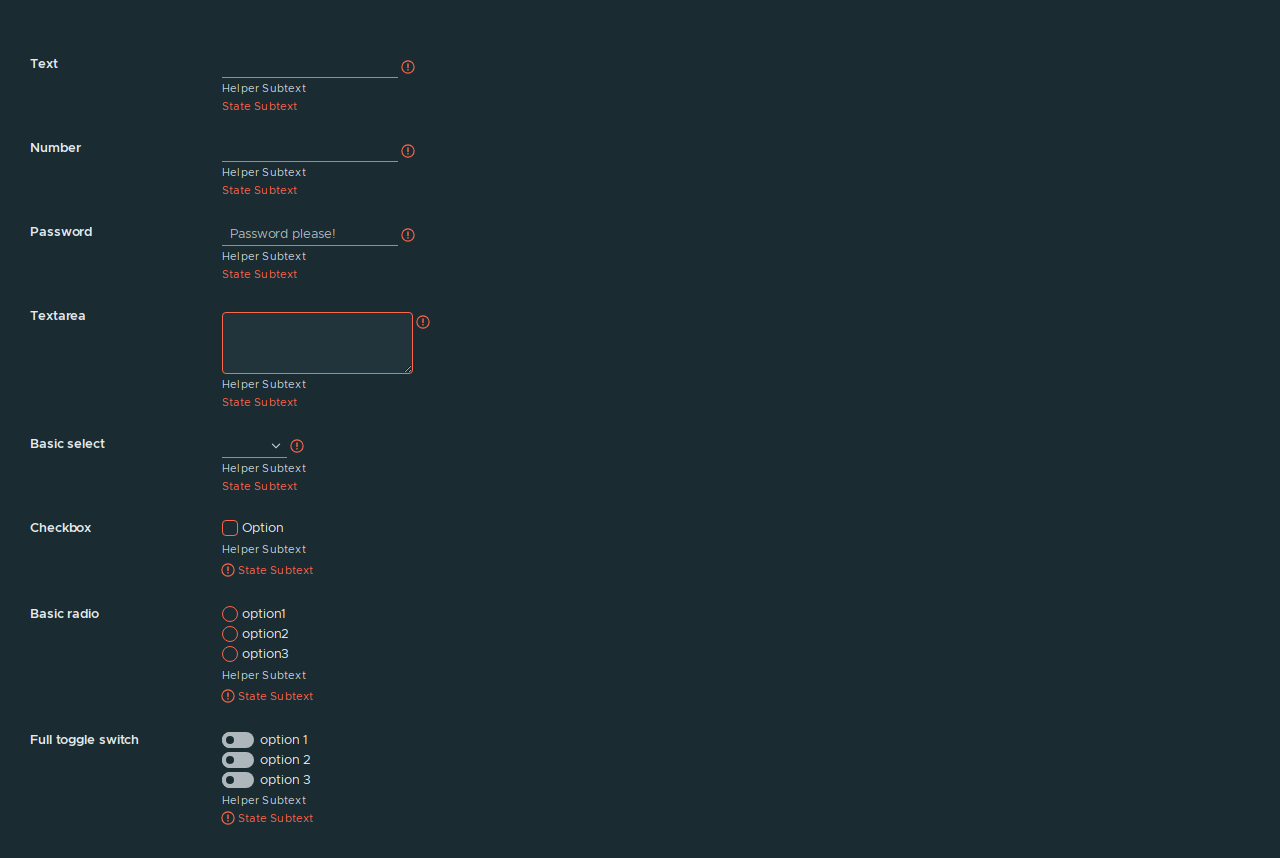 Text
Helper Subtext
State Subtext
Number
Helper Subtext
State Subtext
Password
Password please!
Helper Subtext
State Subtext
Textarea
Helper Subtext
State Subtext
Basic select
Helper Subtext
State Subtext
Checkbox
Option
Helper Subtext
State Subtext
Basic radio
option1
option2
option3
Helper Subtext
State Subtext
Full toggle switch
option 1
option 2
option 3
Helper Subtext
State Subtext